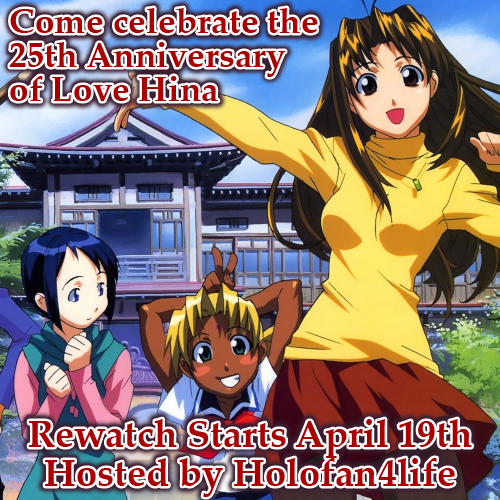 Come celebrate the
25th Anniversary
of Love Hina
Rewatch Starts April 19th
Hosted by Holofan4life